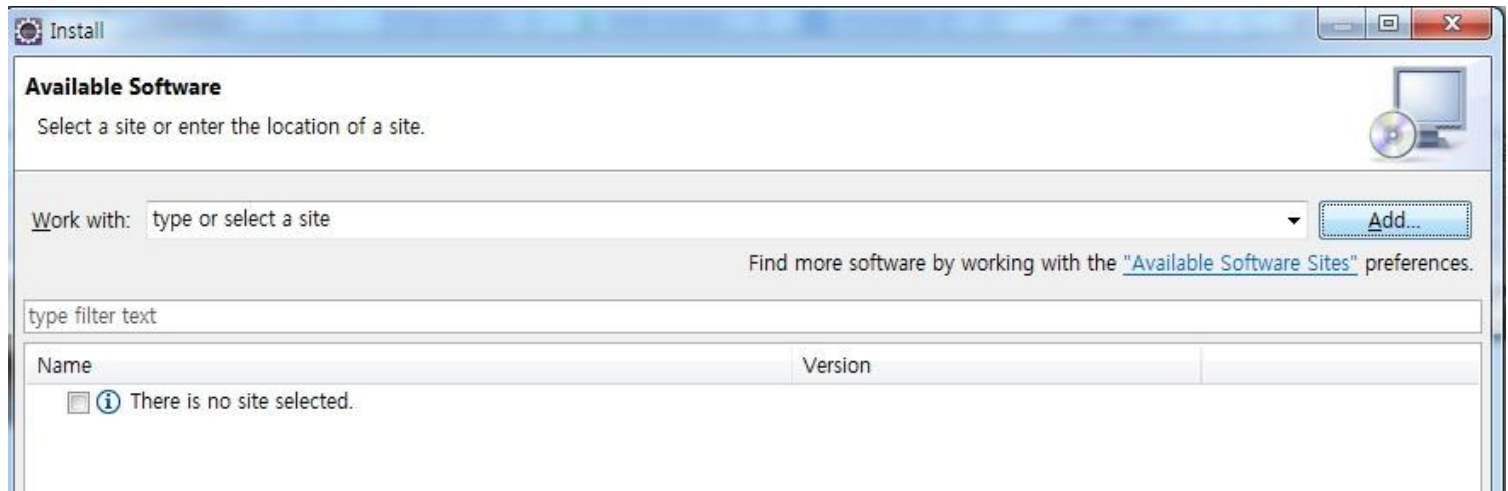 Install
Available Software
Select a site or enter the location of a site.
Work with: type or select a site Add...
Find more software by working with the "Available Software Sites" preferences.
type filter text
Name Version
There is no site selected.